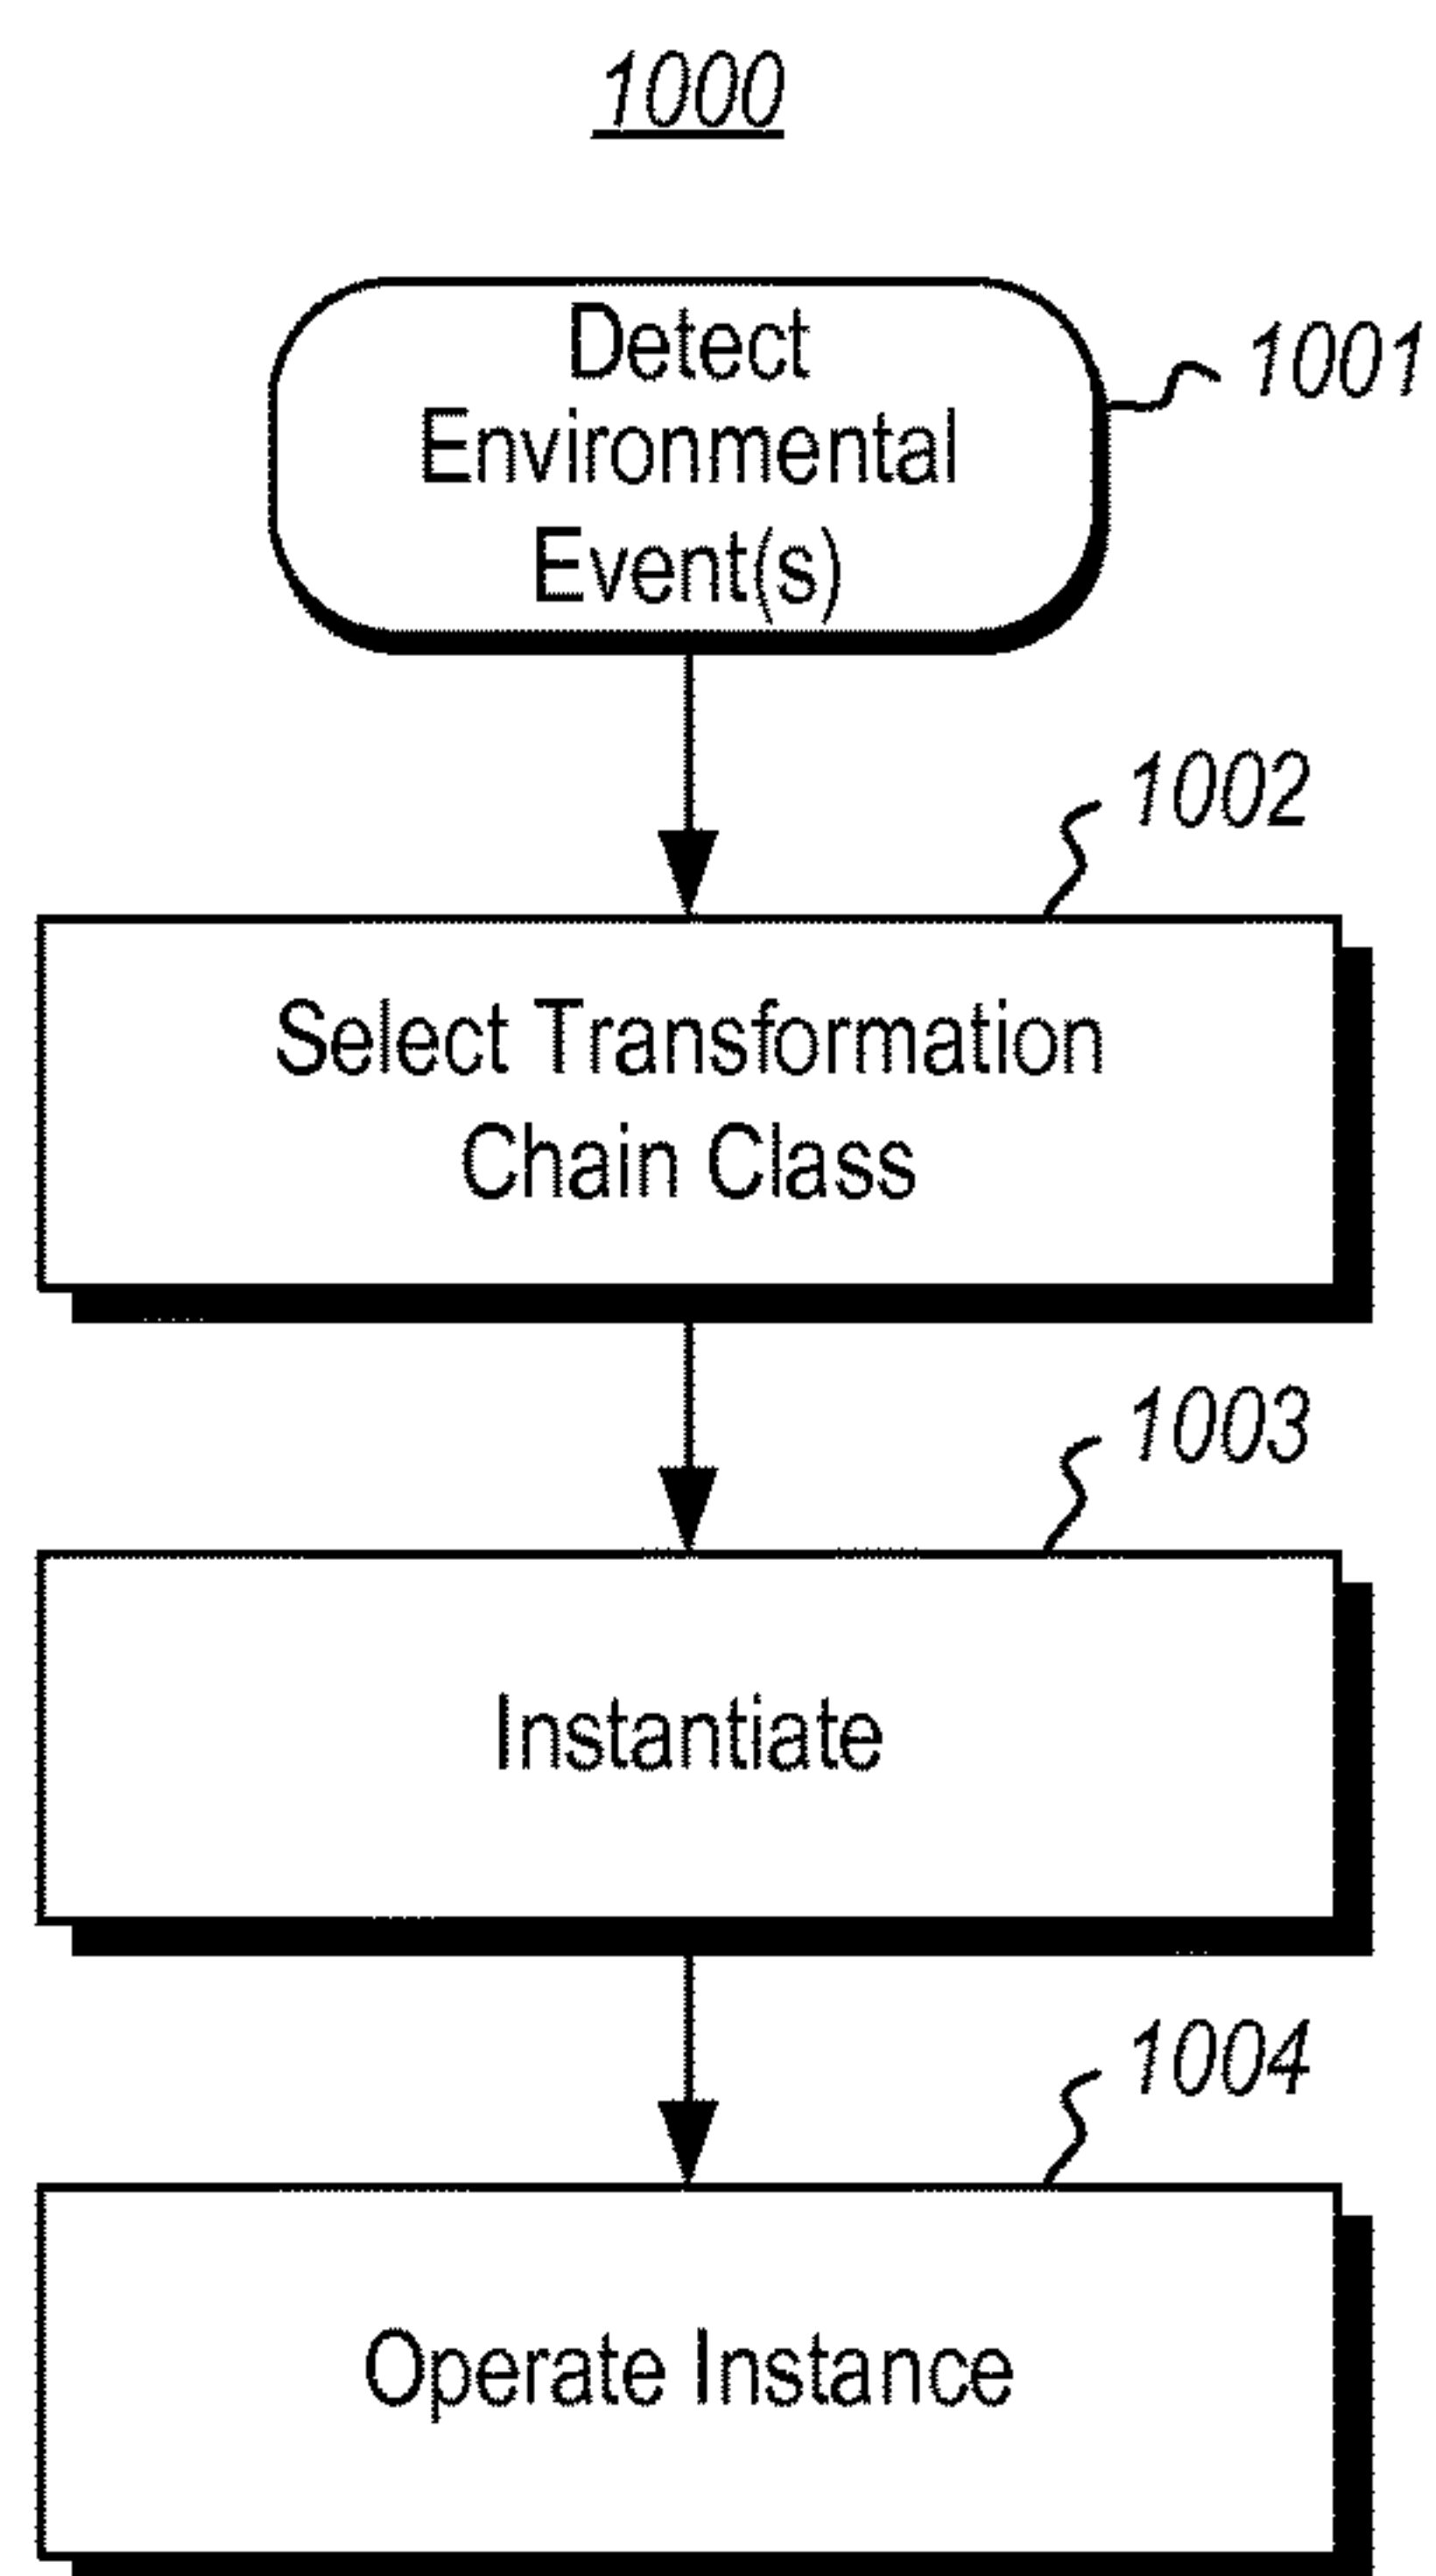 1000
Detect
Environmental
Event(s)
1001
1002
Select Transformation
Chain Class
1003
Instantiate
1004
Operate Instance